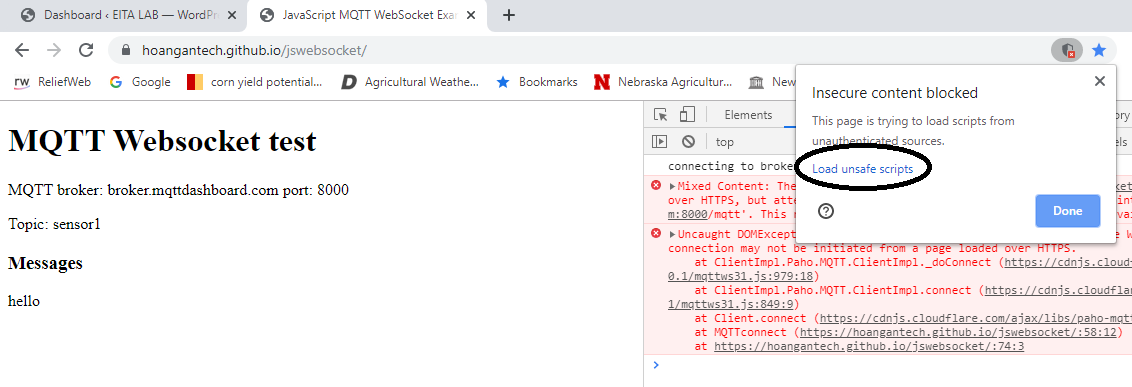 Dashboard ‹ EITA LAB — WordPr
JavaScript MQTT WebSocket Exa
hoangantech.github.io/jswebsocket/
rw ReliefWeb
G Google
corn yield potential...
D Agricultural Weathe...
Bookmarks
N Nebraska Agricultur...
New
MQTT Websocket test
MQTT broker: broker.mqttdashboard.com port: 8000
Topic: sensor1
Messages
hello
Elements
top
connecting to broke
Mixed Content: The
over HTTPS, but atte
m:8000/mqtt'. This r
Uncaught DOMExcept
connection may not be initiated from a page loaded over HTTPS.
at ClientImpl.Paho.MQTT.ClientImpl._doConnect (https://cdnjs.cloudf
0.1/mqttws31.js:979:18)
at ClientImpl.Paho.MQTT.ClientImpl.connect (https://cdnjs.cloudflar
1/mqttws31.js:849:9)
at Client.connect (https://cdnjs.cloudflare.com/ajax/libs/paho-mqtt
at MQTTconnect (https://hoangantech.github.io/jswebsocket/:58:12)
at https://hoangantech.github.io/jswebsocket/:74:3
Insecure content blocked
This page is trying to load scripts from
unauthenticated sources.
Load unsafe scripts
Done